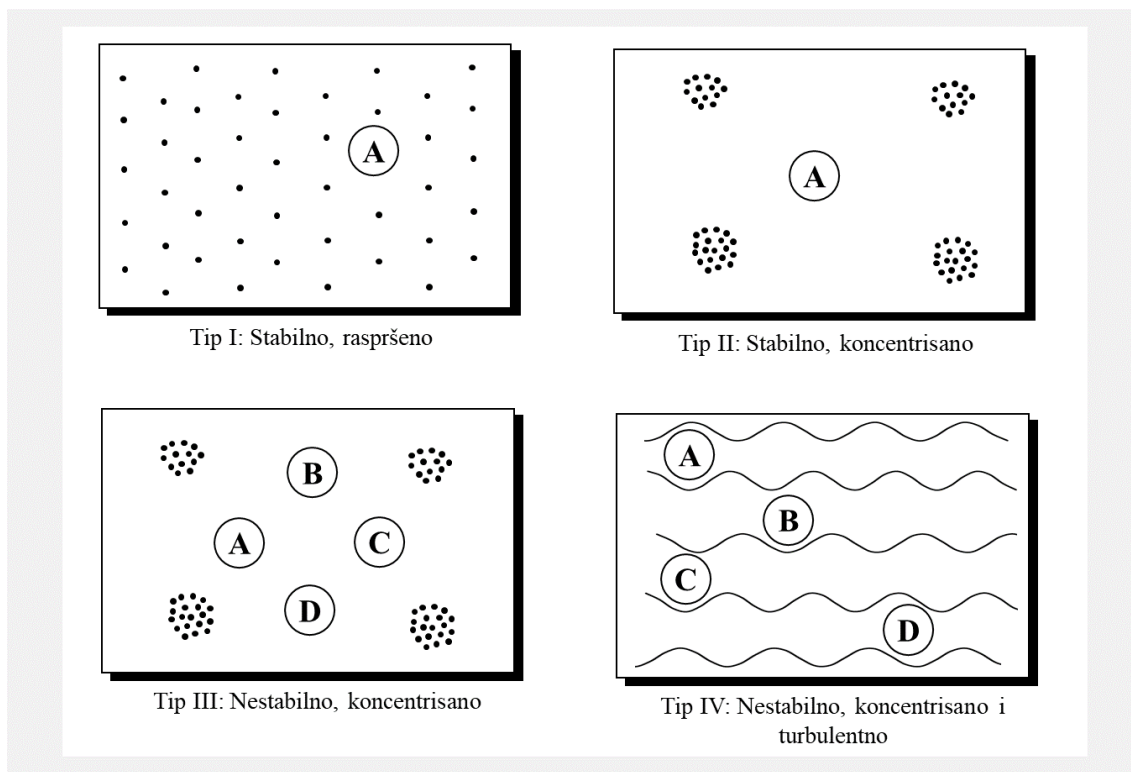 A
Tip I: Stabilno, raspršeno
A
Tip II: Stabilno, koncentrisano
B
A
C
D
Tip III: Nestabilno, koncentrisano
A
B
C
D
Tip IV: Nestabilno, koncentrisano i
turbulentno